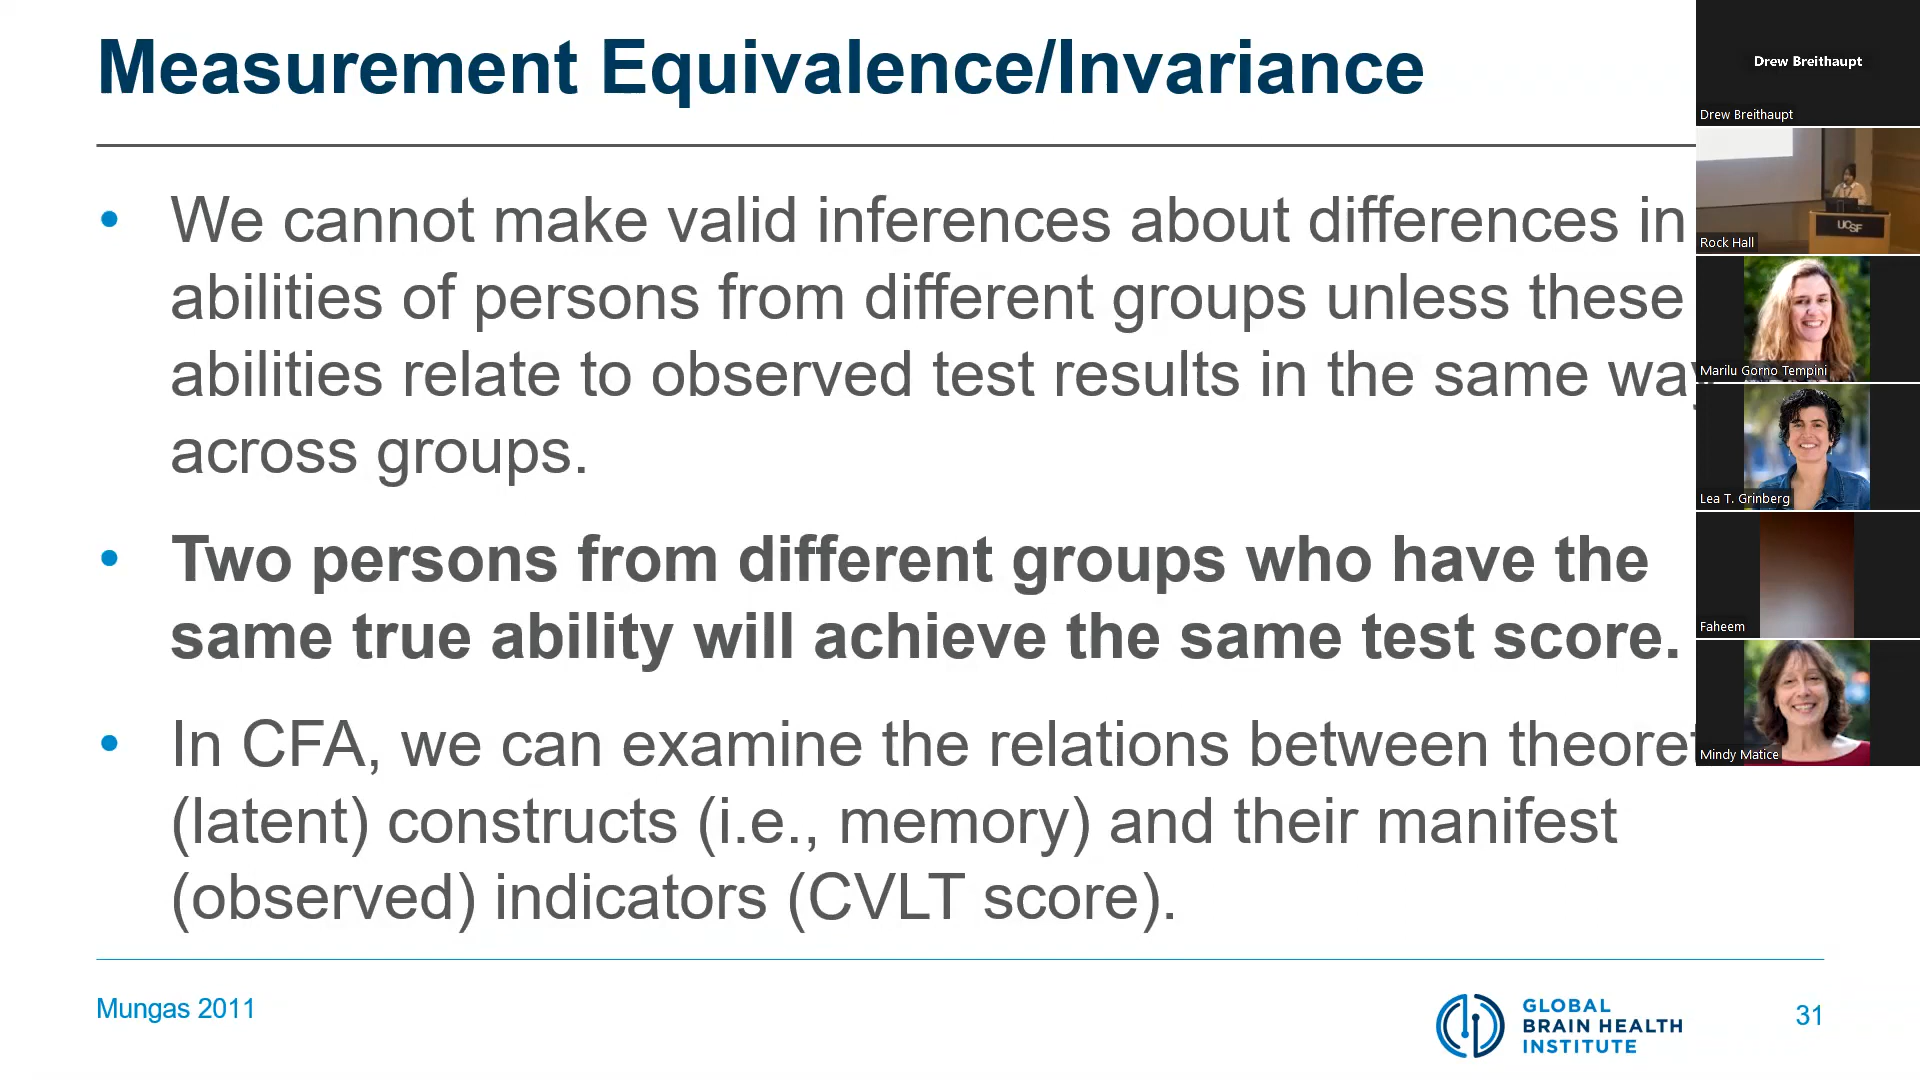 Measurement Equivalence/Invariance
• We cannot make valid inferences about differences in
abilities of persons from different groups unless these
abilities relate to observed test results in the same way
across groups.
• Two persons from different groups who have the
same true ability will achieve the same test score.
• In CFA, we can examine the relations between theoret
(latent) constructs (i.e., memory) and their manifest
(observed) indicators (CVLT score).
Mungas 2011
GLOBAL
BRAIN HEALTH
INSTITUTE
31
Drew Breithaupt
Drew Breithaupt
UCSF
Rock Hall
Marilu Gorno Tempini
Lea T. Grinberg
Faheem
Mindy Matice